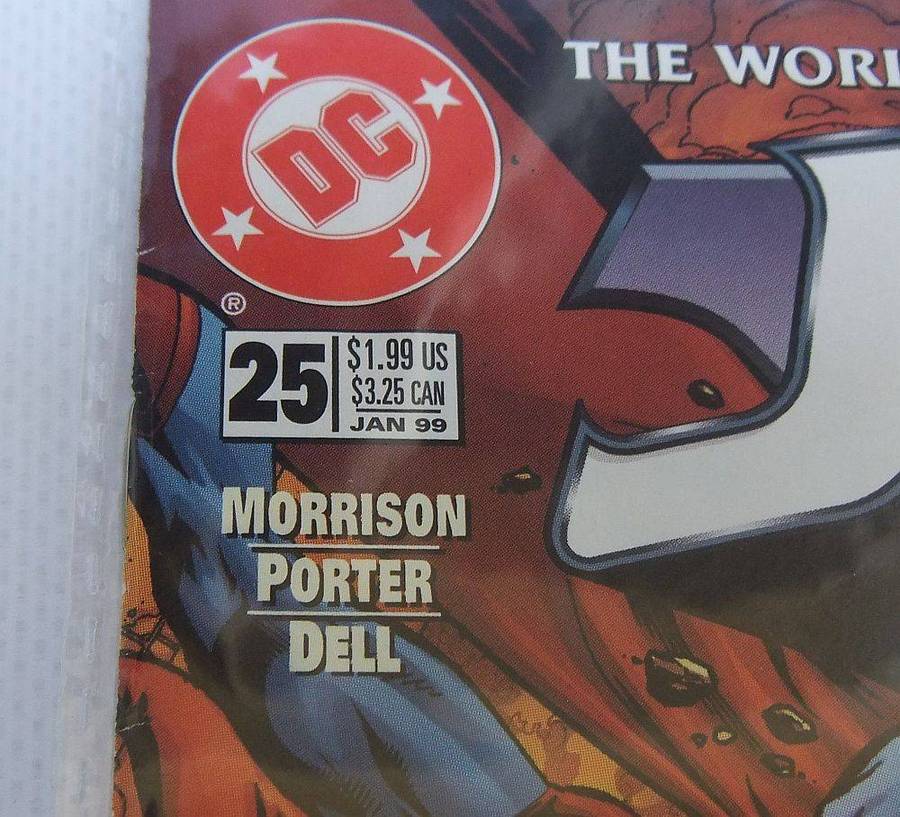 DC
THE WORL
®
25
$1.99 US
$3.25 CAN
JAN 99
MORRISON
PORTER
DELL